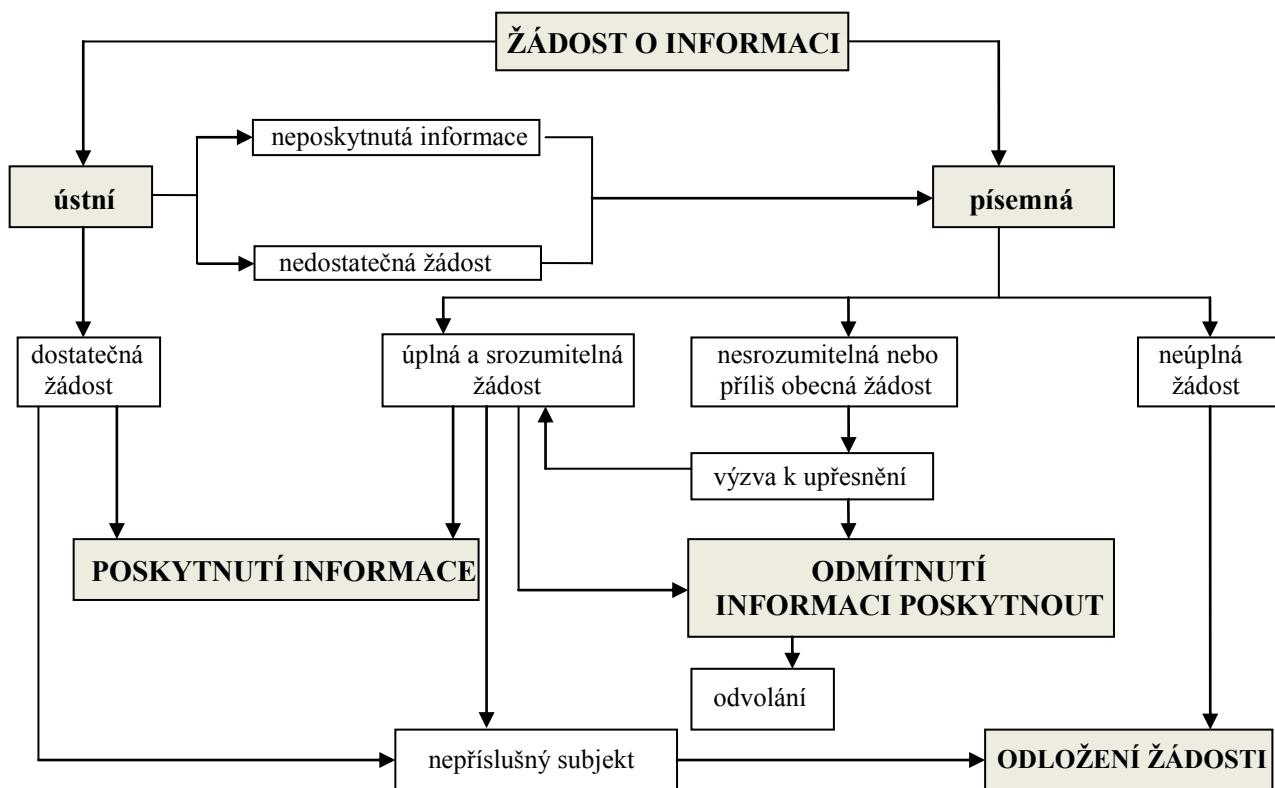 ŽÁDOST O INFORMACI
neposkytnutá informace
ústní
písemná
nedostatečná žádost
dostatečná
žádost
úplná a srozumitelná
žádost
nesrozumitelná nebo
příliš obecná žádost
neúplná
žádost
výzva k upřesnění
POSKYTNUTÍ INFORMACE
ODMÍTNUTÍ
INFORMACI POSKYTNOUT
odvolání
nepříslušný subjekt
ODLOŽENÍ ŽÁDOSTI